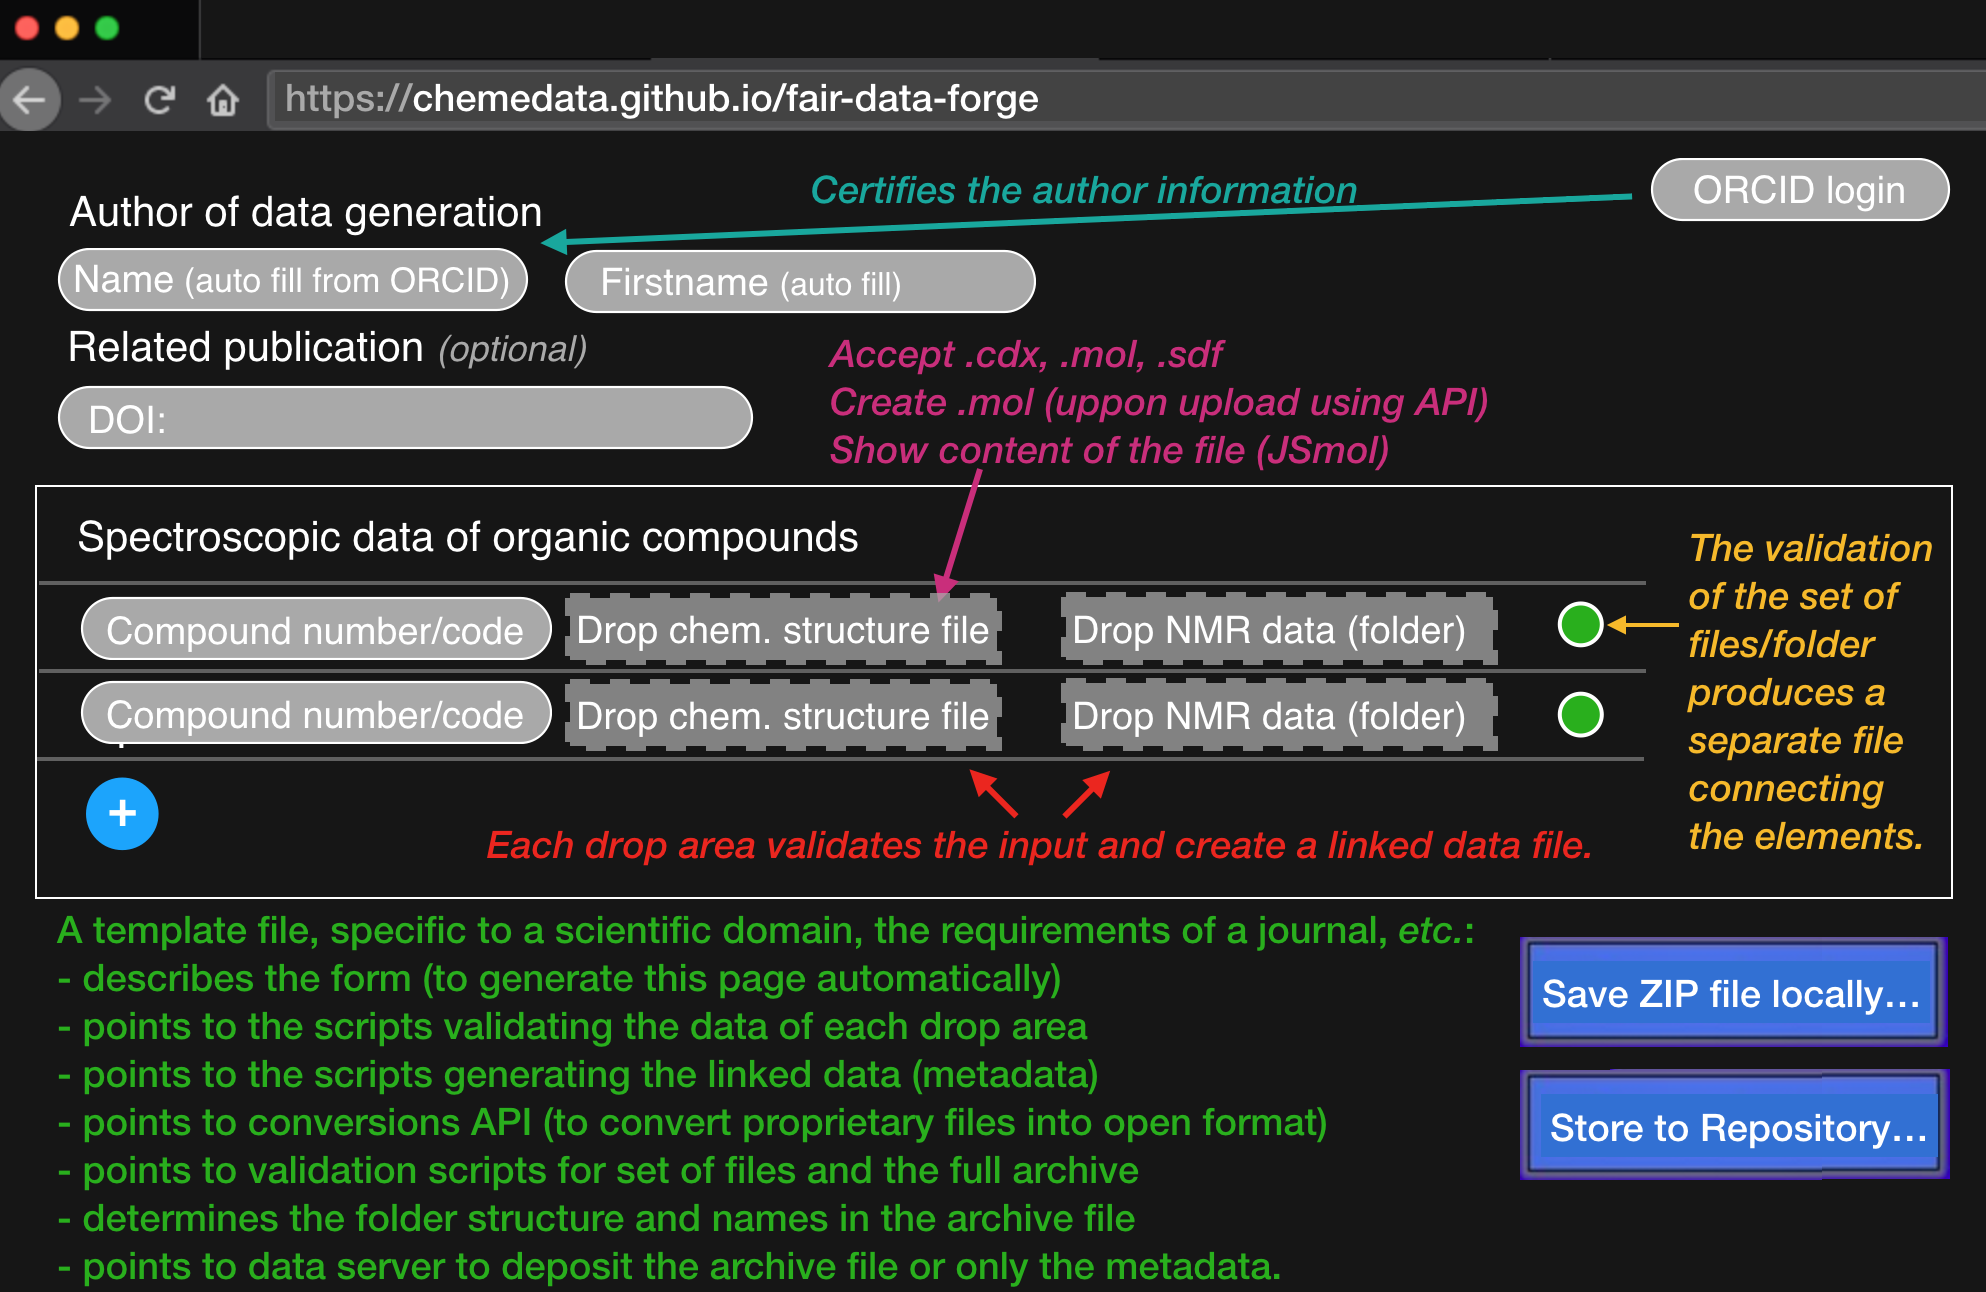 https://chemedata.github.io/fair-data-forge
Certifies the author information
ORCID login
Author of data generation
Name (auto fill from ORCID)
Firstname (auto fill)
Related publication (optional)
DOI:
Accept .cdx, .mol, .sdf
Create .mol (uppon upload using API)
Show content of the file (JSmol)
Spectroscopic data of organic compounds
Compound number/code
Drop chem. structure file
Drop NMR data (folder)
Compound number/code
Drop chem. structure file
Drop NMR data (folder)
+
The validation
of the set of
files/folder
produces a
separate file
connecting
the elements.
Each drop area validates the input and create a linked data file.
A template file, specific to a scientific domain, the requirements of a journal, etc.:
- describes the form (to generate this page automatically)
- points to the scripts validating the data of each drop area
- points to the scripts generating the linked data (metadata)
- points to conversions API (to convert proprietary files into open format)
- points to validation scripts for set of files and the full archive
- determines the folder structure and names in the archive file
- points to data server to deposit the archive file or only the metadata.
Save ZIP file locally...
Store to Repository...